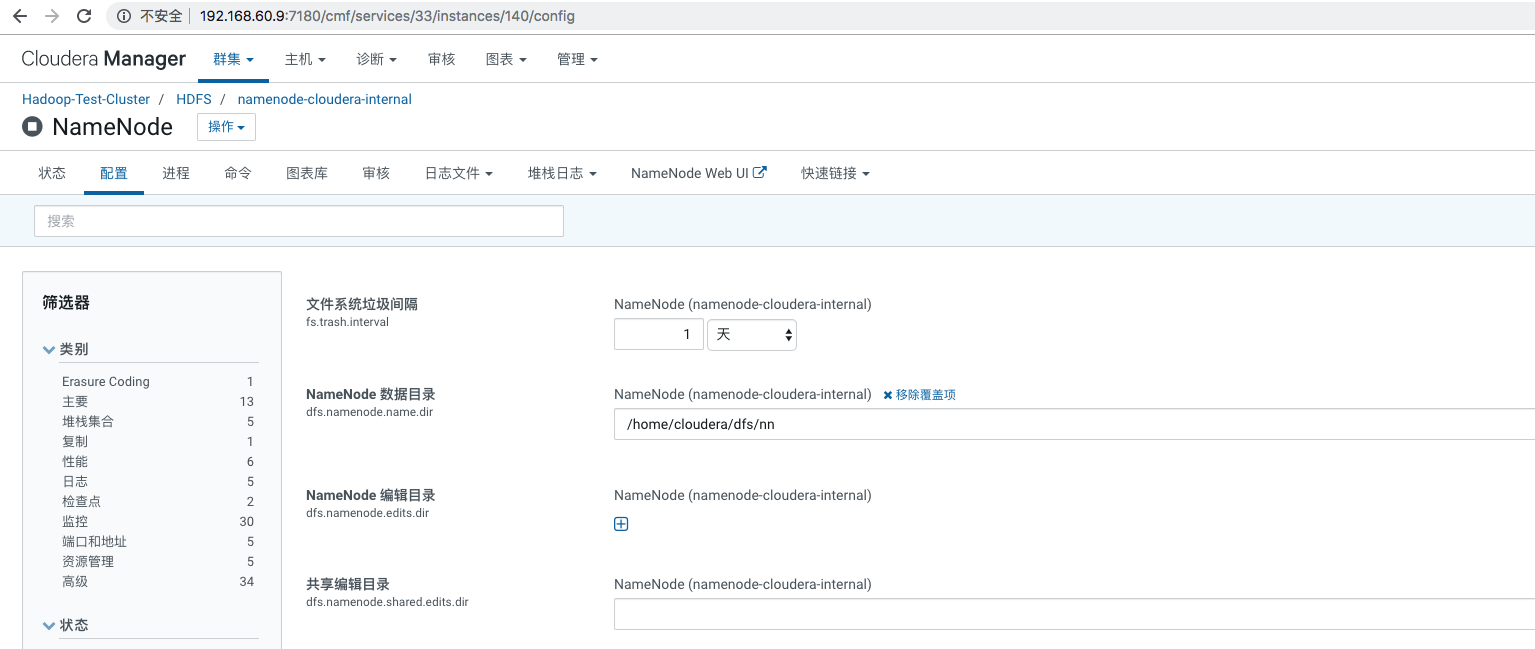 不安全 192.168.60.9:7180/cmf/services/33/instances/140/config
Cloudera Manager 群集 主机 诊断 审核 图表 管理
Hadoop-Test-Cluster / HDFS / namenode-cloudera-internal
NameNode 操作
状态 配置 进程 命令 图表库 审核 日志文件 堆栈日志 NameNode Web UI 快速链接
搜索
筛选器
类别
Erasure Coding 1
主要 13
堆栈集合 5
复制 1
性能 6
日志 5
检查点 2
监控 30
端口和地址 5
资源管理 5
高级 34
状态
文件系统垃圾间隔 NameNode (namenode-cloudera-internal)
fs.trash.interval
1 天
NameNode 数据目录 NameNode (namenode-cloudera-internal) 移除覆盖项
dfs.namenode.name.dir
/home/cloudera/dfs/nn
NameNode 编辑目录 NameNode (namenode-cloudera-internal)
dfs.namenode.edits.dir
共享编辑目录 NameNode (namenode-cloudera-internal)
dfs.namenode.shared.edits.dir